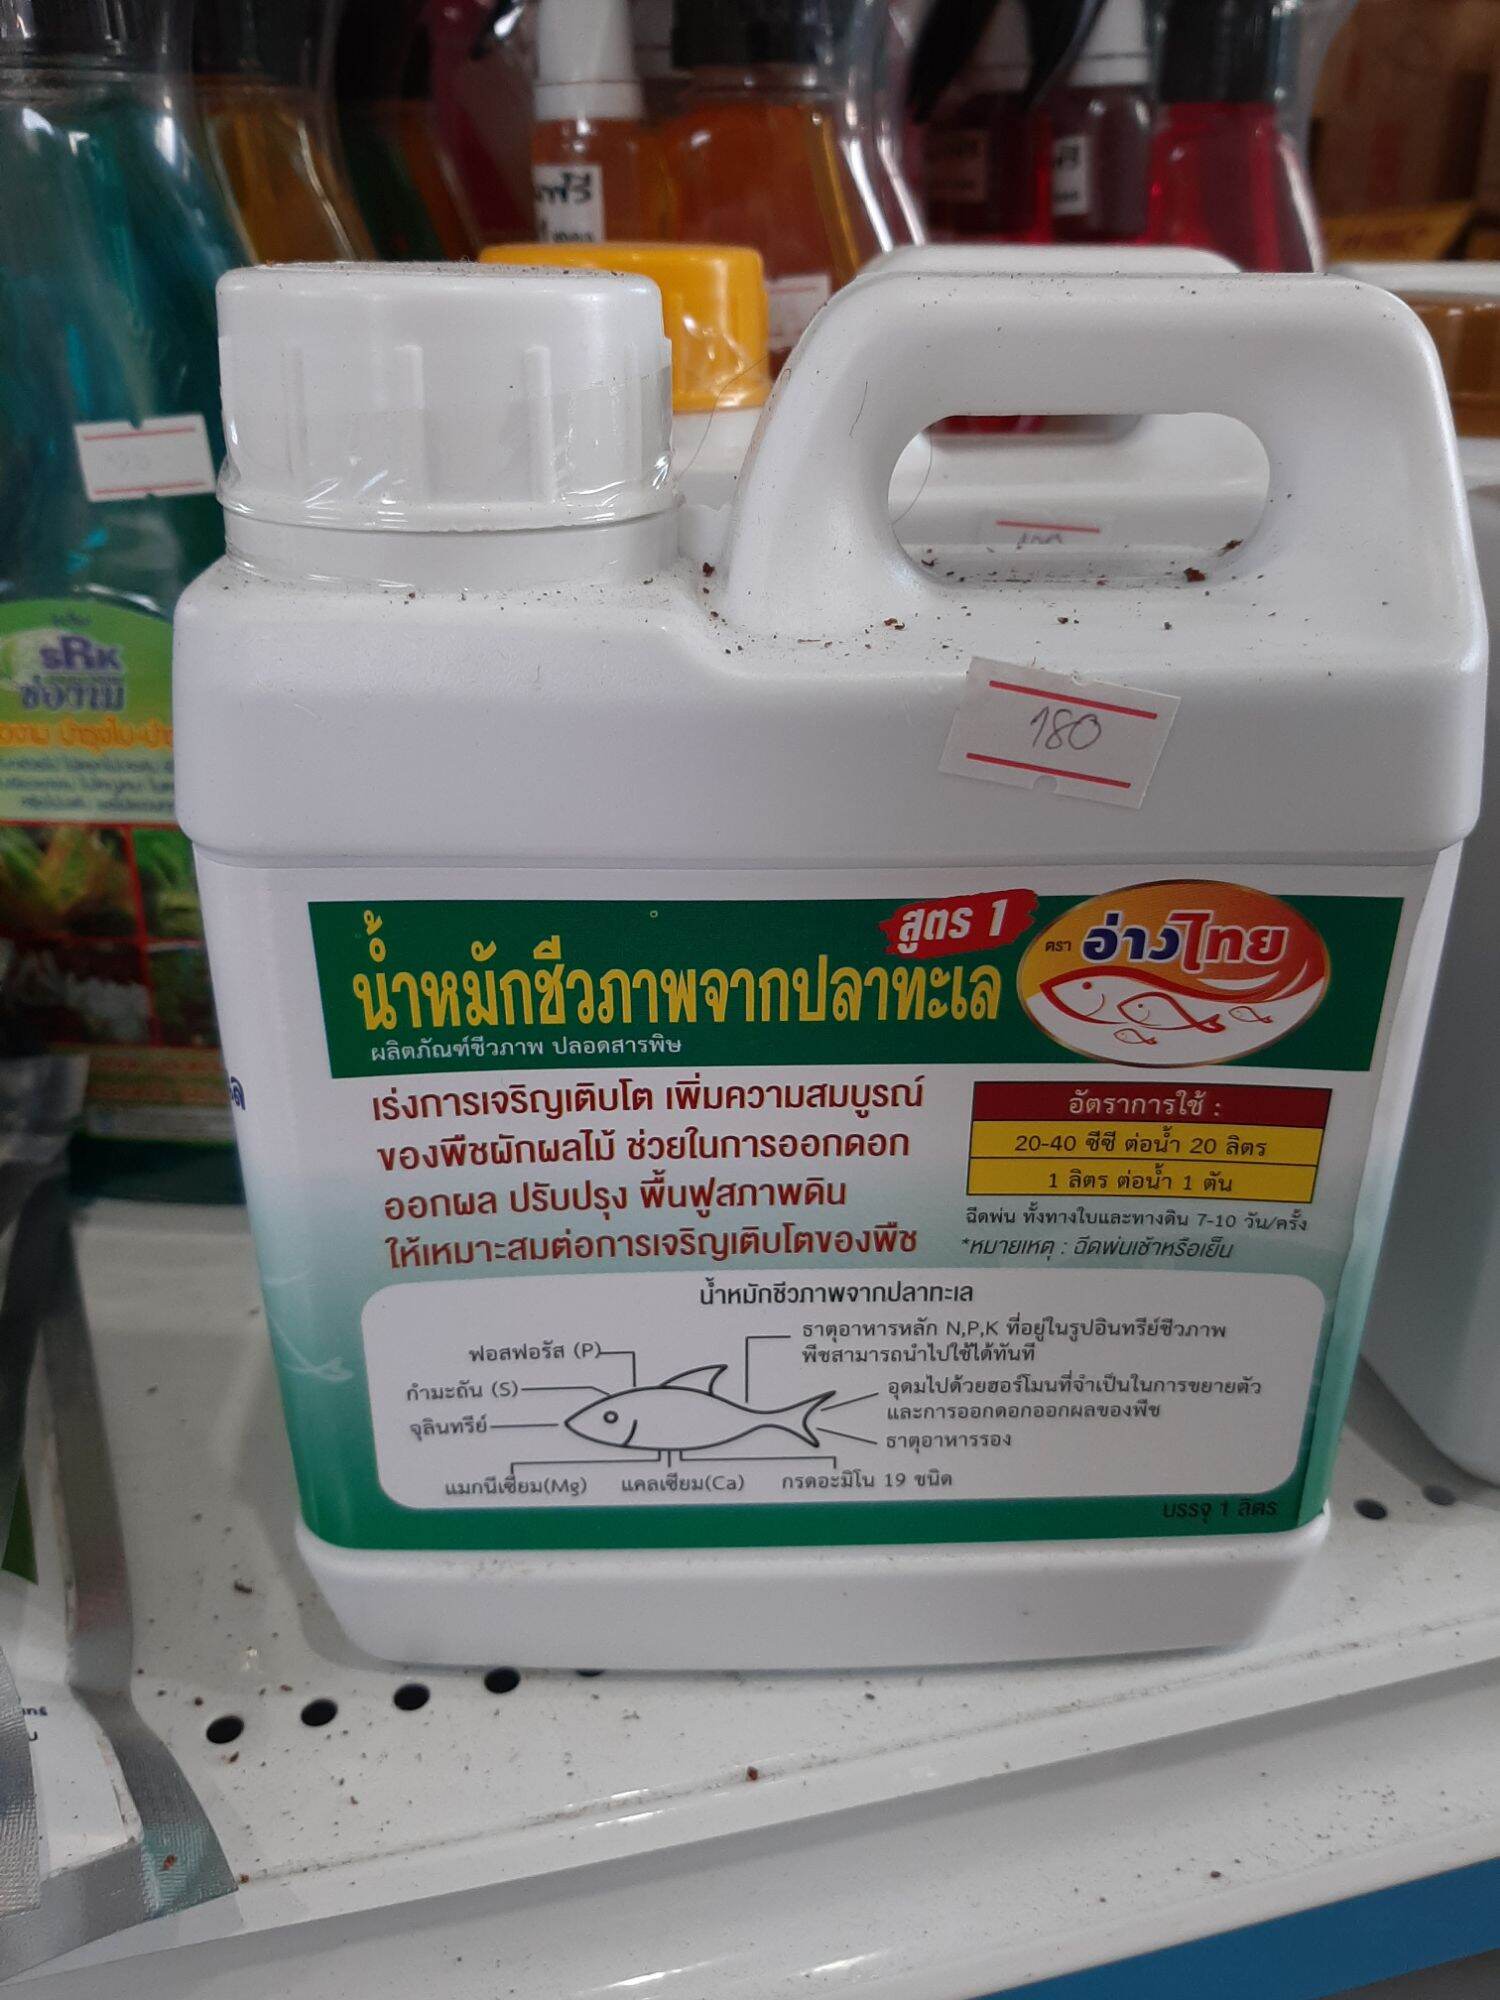 SRK
ช่องาม
180
สูตร 1
ตรา อ่าวไทย
น้ำหมักชีวภาพจากปลาทะเล
ผลิตภัณฑ์ชีวภาพ ปลอดสารพิษ
เร่งการเจริญเติบโต เพิ่มความสมบูรณ์
ของพืชผักผลไม้ ช่วยในการออกดอก
ออกผล ปรับปรุง พื้นฟูสภาพดิน
ให้เหมาะสมต่อการเจริญเติบโตของพืช
อัตราการใช้ :
20-40 ซีซี ต่อน้ำ 20 ลิตร
1 ลิตร ต่อน้ำ 1 ตัน
ฉีดพ่น ทั้งทางใบและทางดิน 7-10 วัน/ครั้ง
*หมายเหตุ : ฉีดพ่นเช้าหรือเย็น
น้ำหมักชีวภาพจากปลาทะเล
ฟอสฟอรัส (P)
กำมะถัน (S)
จุลินทรีย์
แมกนีเซี่ยม(Mg)
แคลเซียม(Ca)
กรดอะมิโน 19 ชนิด
ธาตุอาหารหลัก N,P,K ที่อยู่ในรูปอินทรีย์ชีวภาพ
พืชสามารถนำไปใช้ได้ทันที
อุดมไปด้วยฮอร์โมนที่จำเป็นในการขยายตัว
และการออกดอกออกผลของพืช
ธาตุอาหารรอง
บรรจุ 1 ลิตร